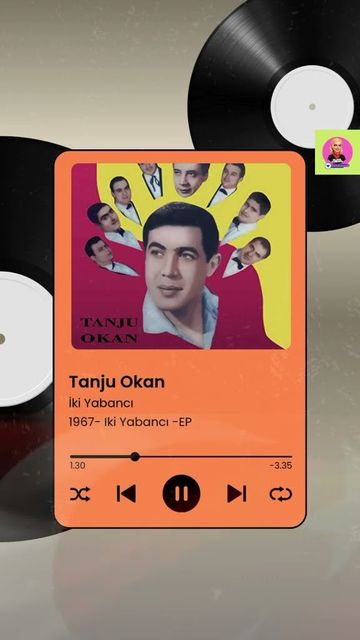 TANJU
OKAN
Tanju Okan
İki Yabancı
1967- Iki Yabancı -EP
1.30
-3.35